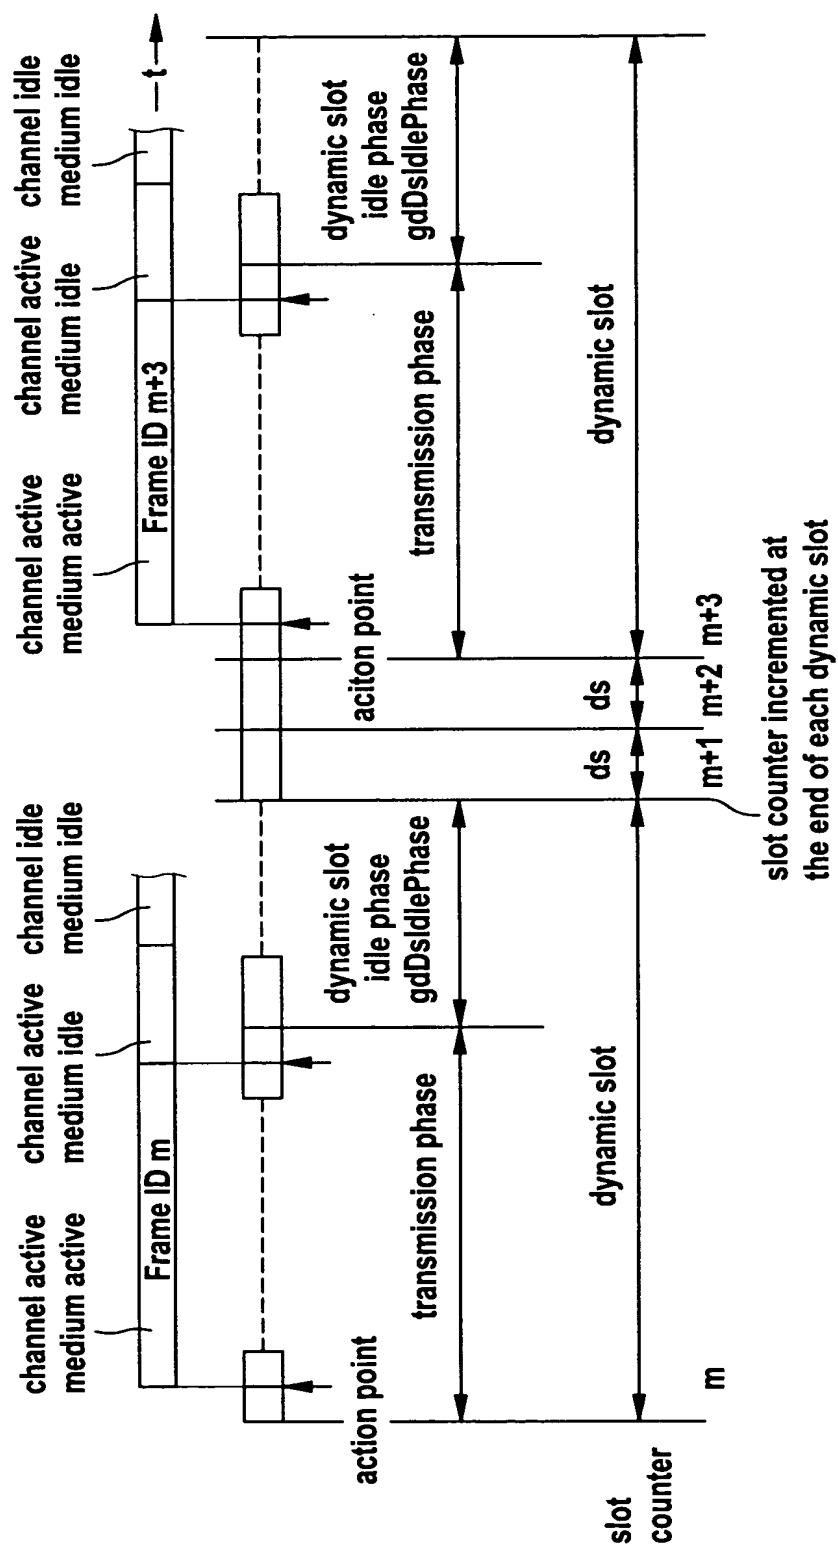 channel active
medium active
channel active
medium idle
channel idle
medium idle
channel active
medium active
channel active
medium idle
channel idle
medium idle
t
Frame ID m
Frame ID m+3
action point
dynamic slot
idle phase
gdDsIdlePhase
aciton point
dynamic slot
idle phase
gdDsIdlePhase
transmission phase
transmission phase
dynamic slot
ds
ds
dynamic slot
slot
counter
m
m+1
m+2
m+3
slot counter incremented at
the end of each dynamic slot